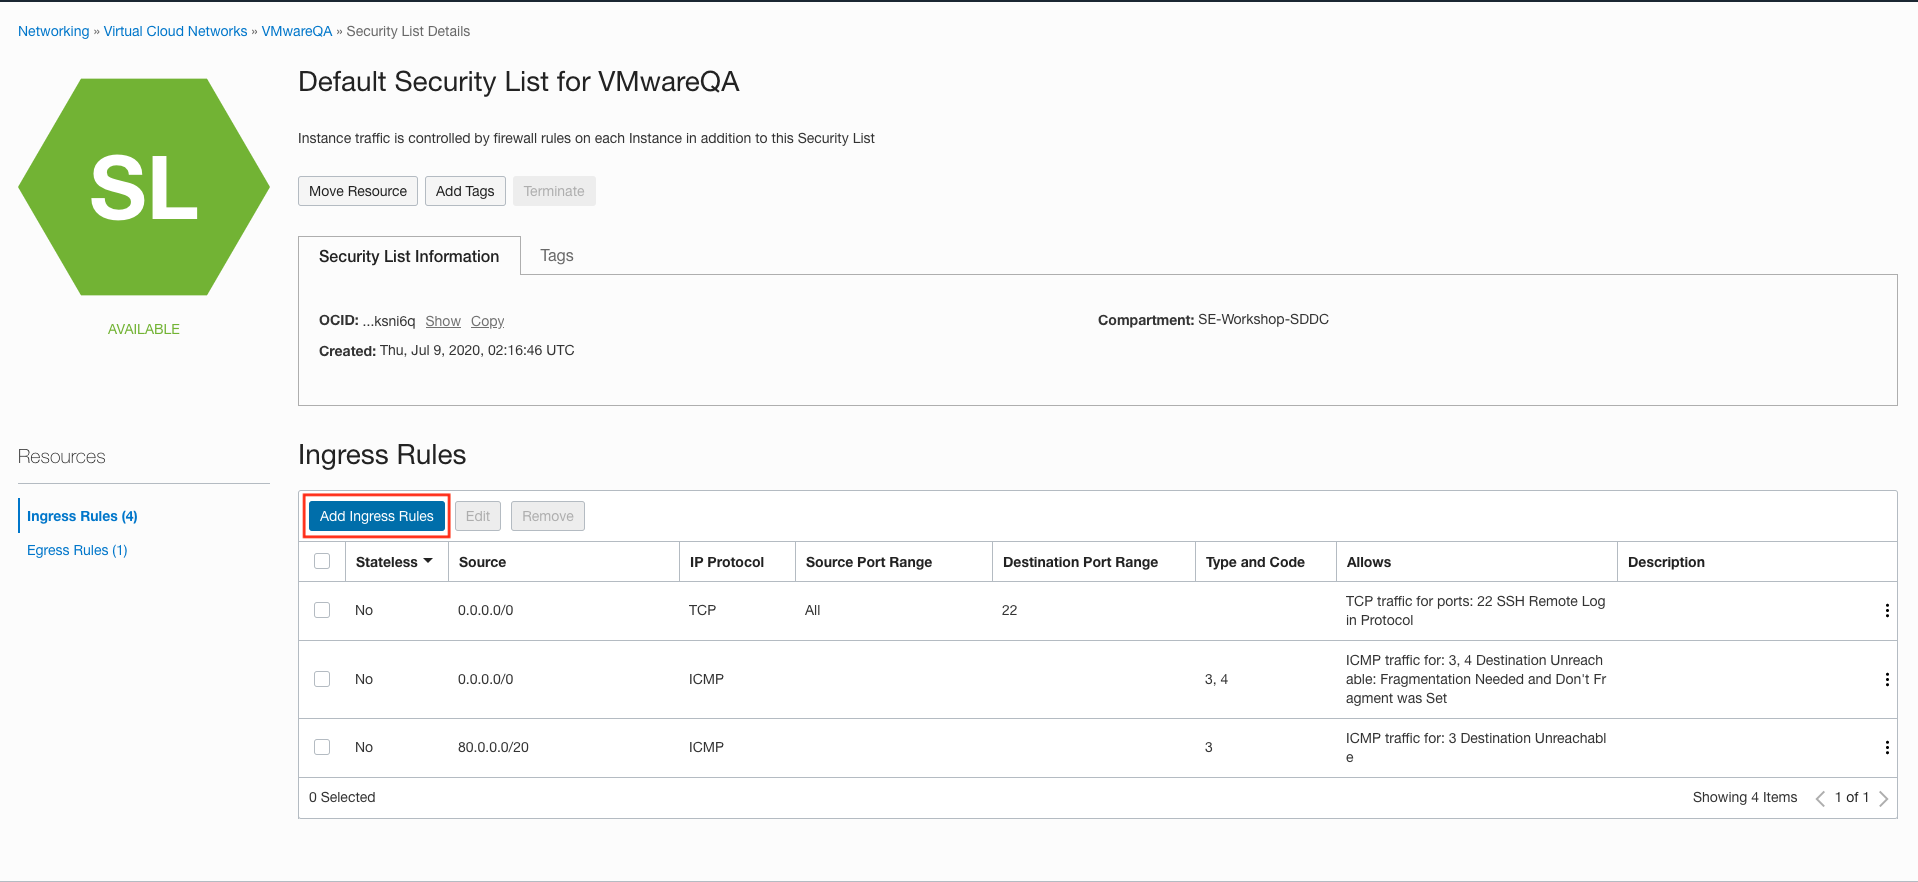 Networking » Virtual Cloud Networks » VMwareQA » Security List Details
SL
AVAILABLE
Default Security List for VMwareQA
Instance traffic is controlled by firewall rules on each Instance in addition to this Security List
Move Resource Add Tags Terminate
Security List Information Tags
OCID: ...ksni6q Show Copy
Compartment: SE-Workshop-SDDC
Created: Thu, Jul 9, 2020, 02:16:46 UTC
Resources
Ingress Rules (4)
Egress Rules (1)
Ingress Rules
Add Ingress Rules Edit Remove
Stateless Source IP Protocol Source Port Range Destination Port Range Type and Code Allows Description
No 0.0.0.0/0 TCP All 22 TCP traffic for ports: 22 SSH Remote Log
in Protocol
No 0.0.0.0/0 ICMP 3, 4 ICMP traffic for: 3, 4 Destination Unreach
able: Fragmentation Needed and Don't Fr
agment was Set
No 80.0.0.0/20 ICMP 3 ICMP traffic for: 3 Destination Unreachabl
e
0 Selected
Showing 4 Items < 1 of 1 >